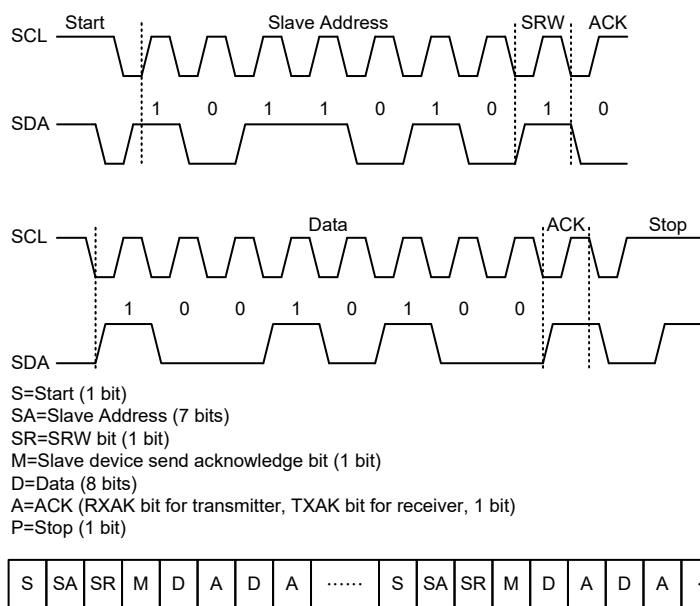 Start Slave Address SRW ACK
SCL
1 0 1 1 0 1 0 1 0
SDA
Data ACK Stop
SCL
1 0 0 1 0 1 0 0
SDA
S=Start (1 bit)
SA=Slave Address (7 bits)
SR=SRW bit (1 bit)
M=Slave device send acknowledge bit (1 bit)
D=Data (8 bits)
A=ACK (RXAK bit for transmitter, TXAK bit for receiver, 1 bit)
P=Stop (1 bit)
S SA SR M D A D A ...... S SA SR M D A D A